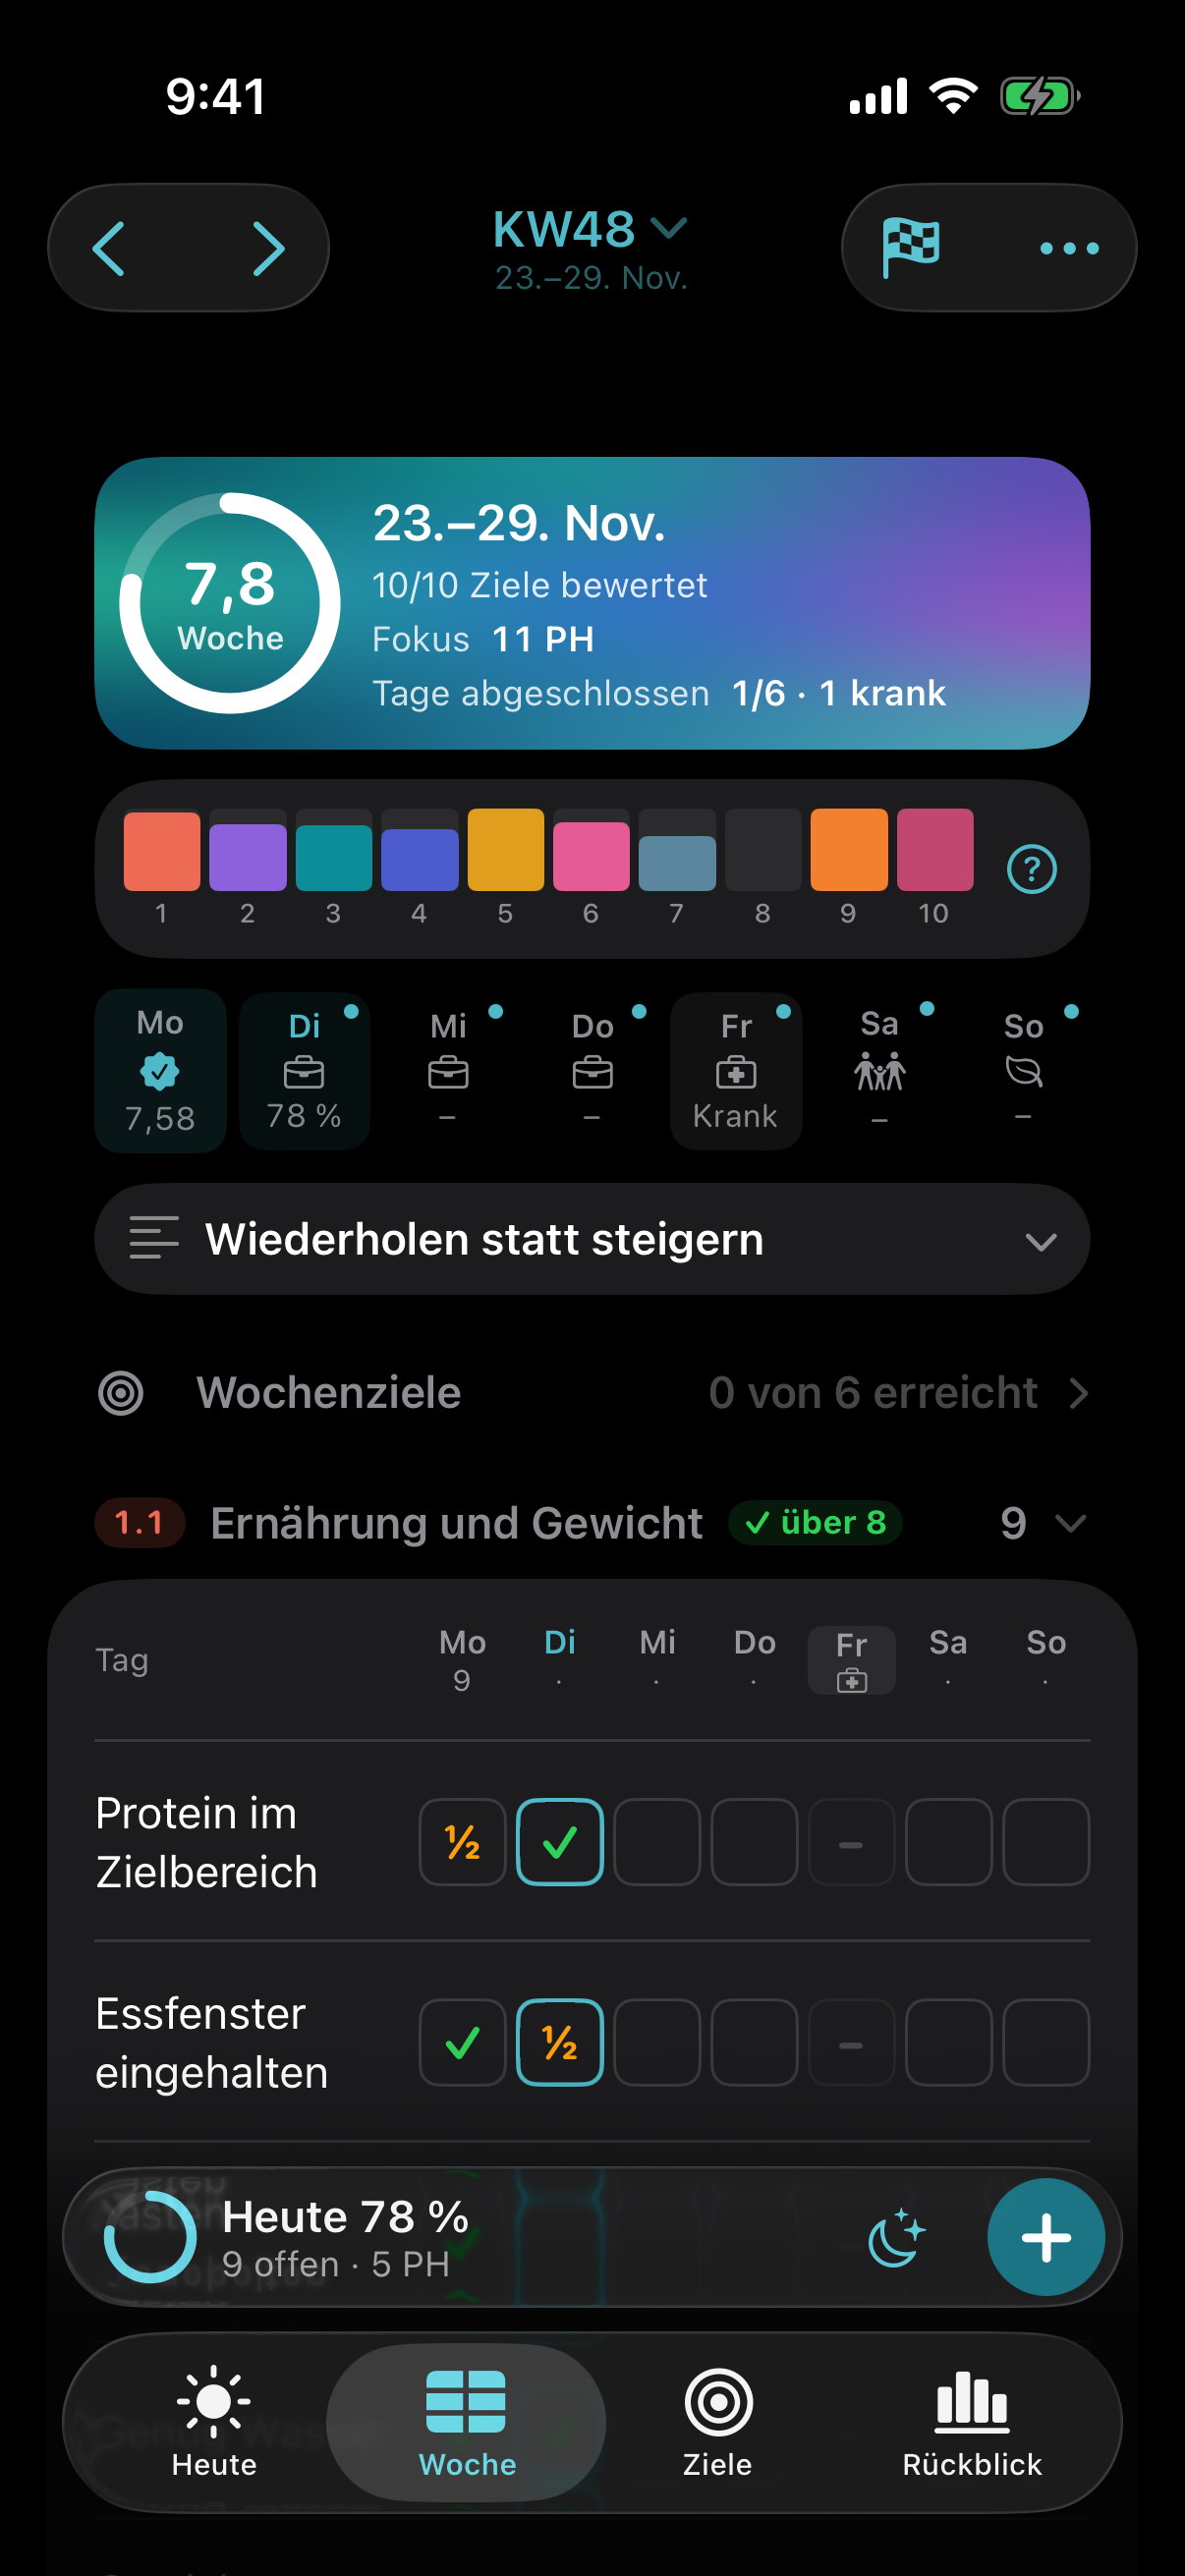 9:41
KW48
23.–29. Nov.
7,8
Woche
23.–29. Nov.
10/10 Ziele bewertet
Fokus 11 PH
Tage abgeschlossen 1/6 · 1 krank
1 2 3 4 5 6 7 8 9 10
?
Mo Di Mi Do Fr Sa So
7,58 78 % – – Krank – –
Wiederholen statt steigern
Wochenziele 0 von 6 erreicht
1.1 Ernährung und Gewicht über 8 9
Tag Mo Di Mi Do Fr Sa So
9 · · · · ·
Protein im
Zielbereich
½ –
Essfenster
eingehalten
½ –
Heute 78 %
9 offen · 5 PH
Heute Woche Ziele Rückblick